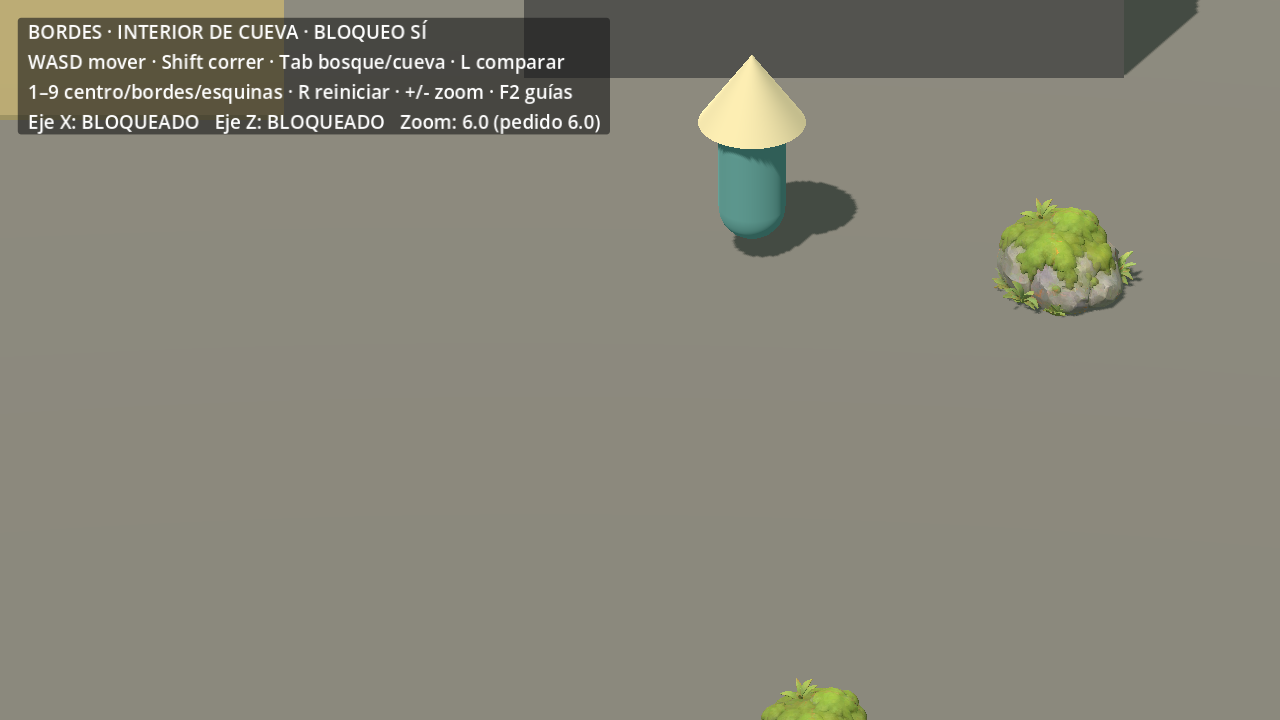 BORDES · INTERIOR DE CUEVA · BLOQUEO SÍ
WASD mover · Shift correr · Tab bosque/cueva · L comparar
1–9 centro/bordes/esquinas · R reiniciar · +/- zoom · F2 guías
Eje X: BLOQUEADO   Eje Z: BLOQUEADO   Zoom: 6.0 (pedido 6.0)